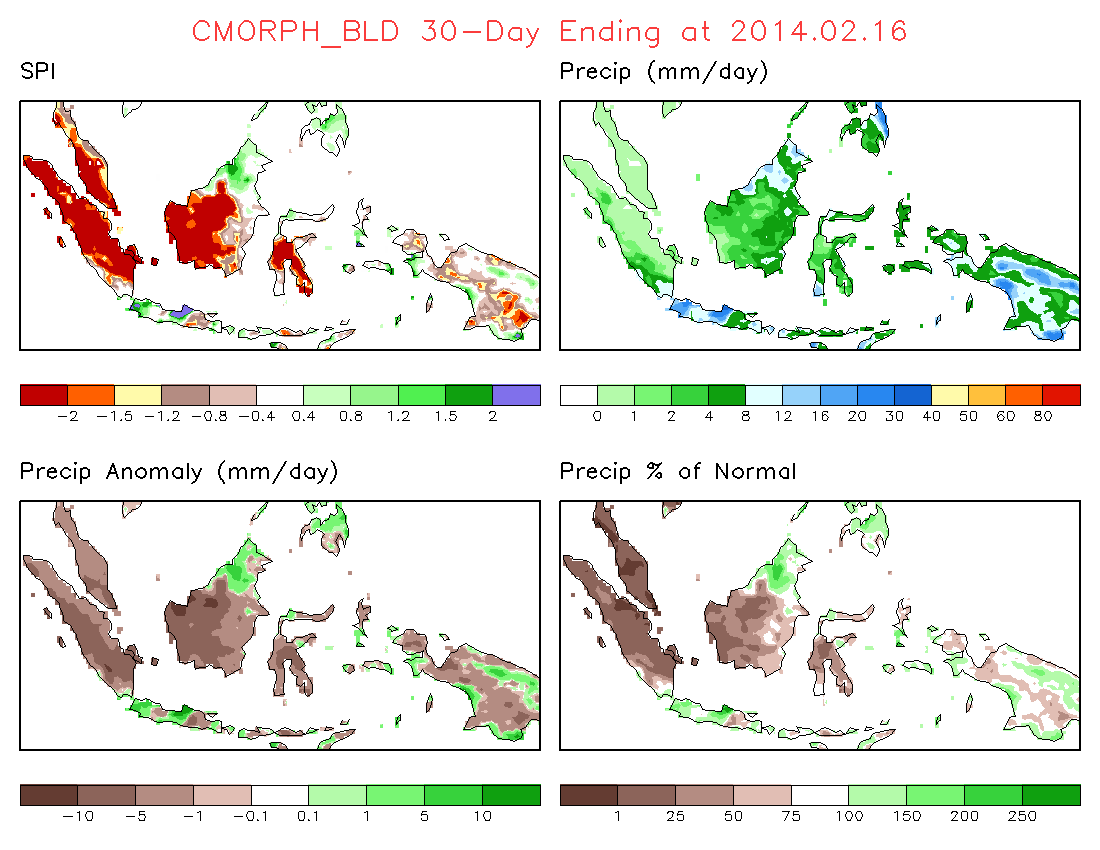 CMORPH_BLD 30-Day Ending at 2014.02.16
SPI
Precip (mm/day)
-2 -1.5 -1.2 -0.8 -0.4 0.4 0.8 1.2 1.5 2
0 1 2 4 8 12 16 20 30 40 50 60 80
Precip Anomaly (mm/day)
Precip % of Normal
-10 -5 -1 -0.1 0.1 1 5 10
1 25 50 75 100 150 200 250